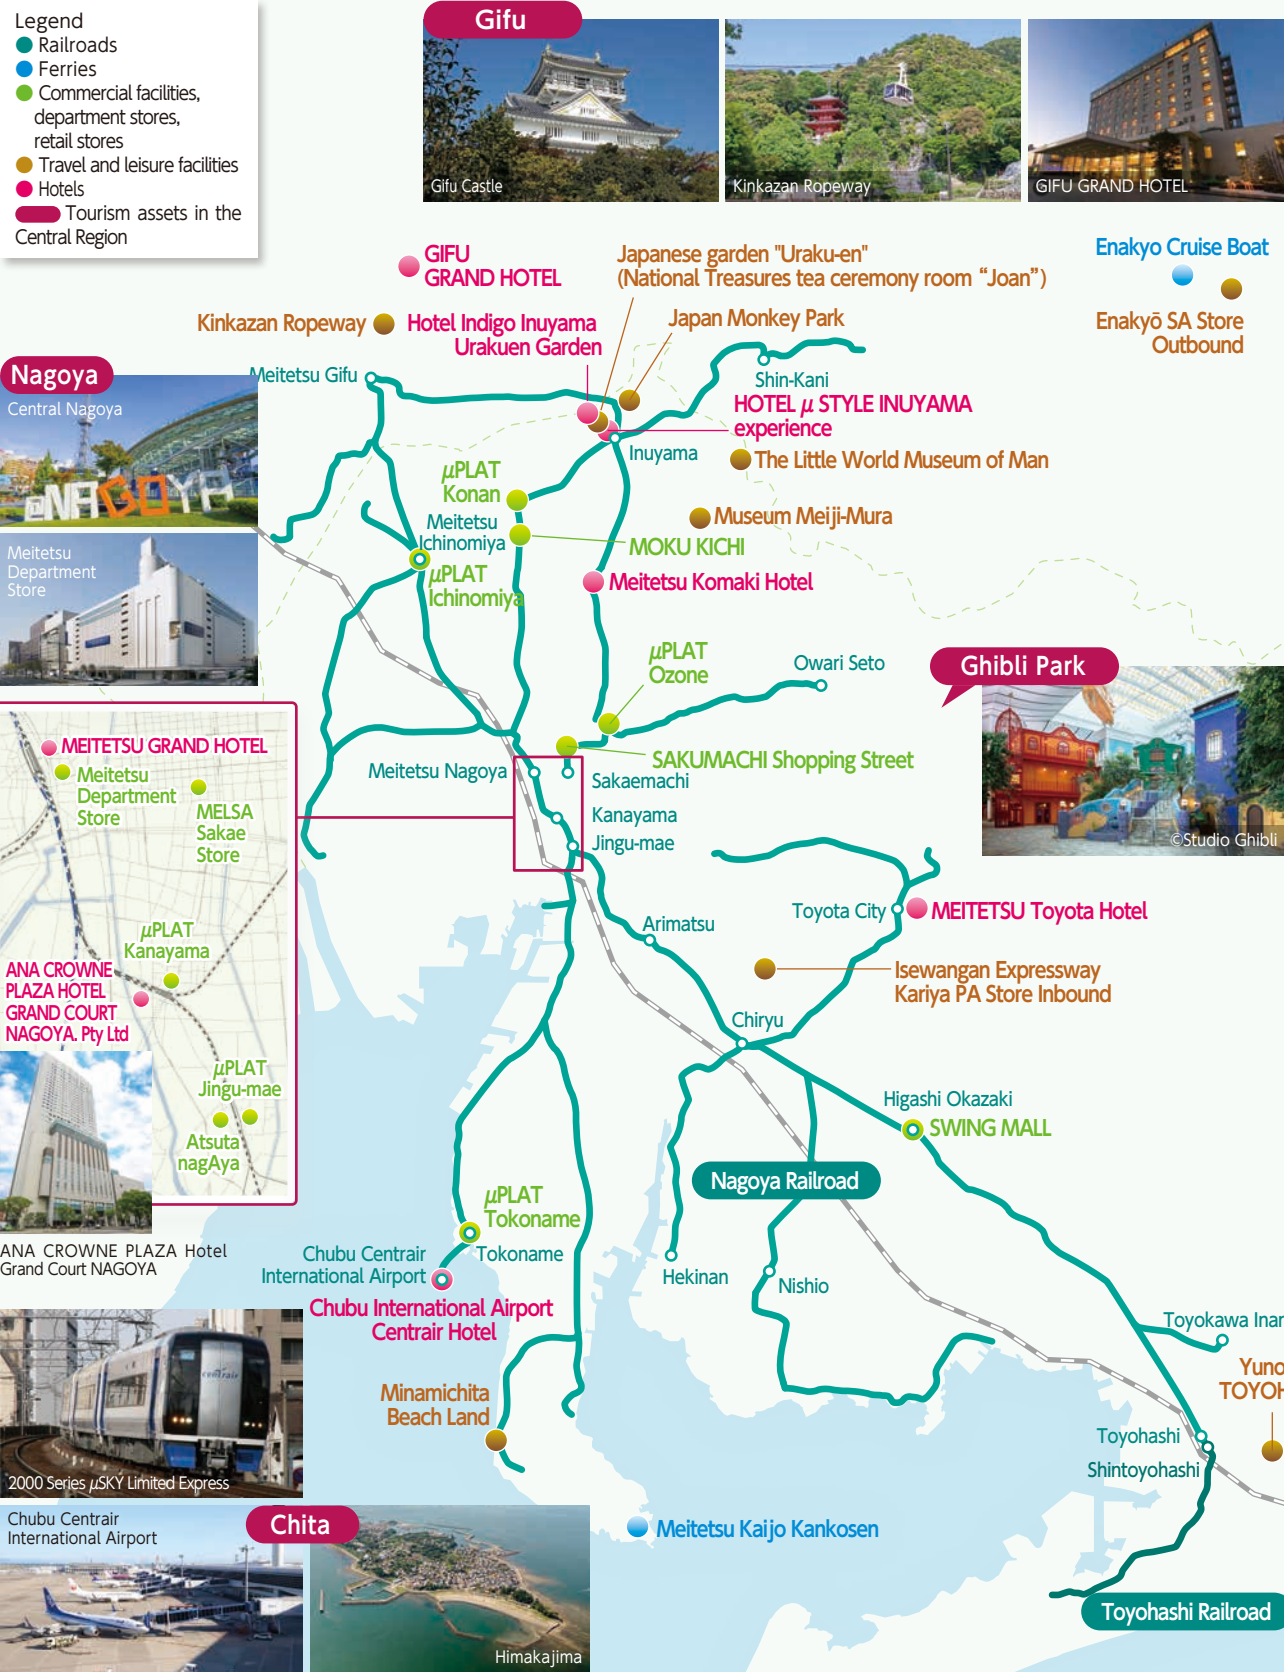 Legend
Railroads
Ferries
Commercial facilities,
department stores,
retail stores
Travel and leisure facilities
Hotels
Tourism assets in the
Central Region
Gifu
Gifu Castle
Kinkazan Ropeway
GIFU GRAND HOTEL
GIFU
GRAND HOTEL
Japanese garden "Uraku-en"
(National Treasures tea ceremony room “Joan”)
Enakyo Cruise Boat
Enakyō SA Store
Outbound
Kinkazan Ropeway
Hotel Indigo Inuyama
Urakuen Garden
Japan Monkey Park
Nagoya
Central Nagoya
@NAGOYA
Meitetsu Gifu
Shin-Kani
HOTEL μ STYLE INUYAMA
experience
Inuyama
The Little World Museum of Man
μPLAT
Konan
Museum Meiji-Mura
Meitetsu
Ichinomiya
MOKU KICHI
μPLAT
Ichinomiya
Meitetsu Komaki Hotel
Meitetsu
Department
Store
μPLAT
Ozone
Owari Seto
Ghibli Park
©Studio Ghibli
MEITETSU GRAND HOTEL
Meitetsu
Department
Store
MELSA
Sakae
Store
μPLAT
Kanayama
ANA CROWNE
PLAZA HOTEL
GRAND COURT
NAGOYA. Pty Ltd
μPLAT
Jingu-mae
Atsuta
nagAya
ANA CROWNE PLAZA Hotel
Grand Court NAGOYA
SAKUMACHI Shopping Street
Meitetsu Nagoya
Sakaemachi
Kanayama
Jingu-mae
Arimatsu
Toyota City
MEITETSU Toyota Hotel
Isewangan Expressway
Kariya PA Store Inbound
Chiryu
Higashi Okazaki
SWING MALL
Nagoya Railroad
μPLAT
Tokoname
Chubu Centrair
International Airport
Tokoname
Chubu International Airport
Centrair Hotel
Hekinan
Nishio
Toyokawa Inar
Yuno
TOYOH
Minamichita
Beach Land
centrair
2000 Series μSKY Limited Express
Toyohashi
Shintoyohashi
Chubu Centrair
International Airport
Chita
Himakajima
Meitetsu Kaijo Kankosen
Toyohashi Railroad